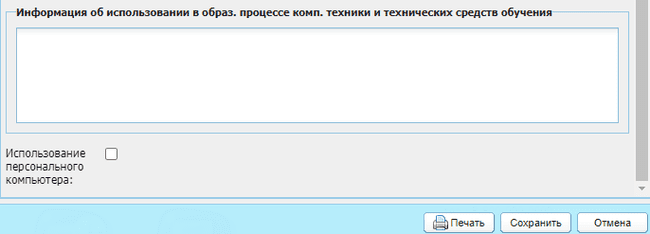 Информация об использовании в образ. процессе комп. техники и технических средств обучения
Использование
персонального
компьютера:
Печать Сохранить Отмена